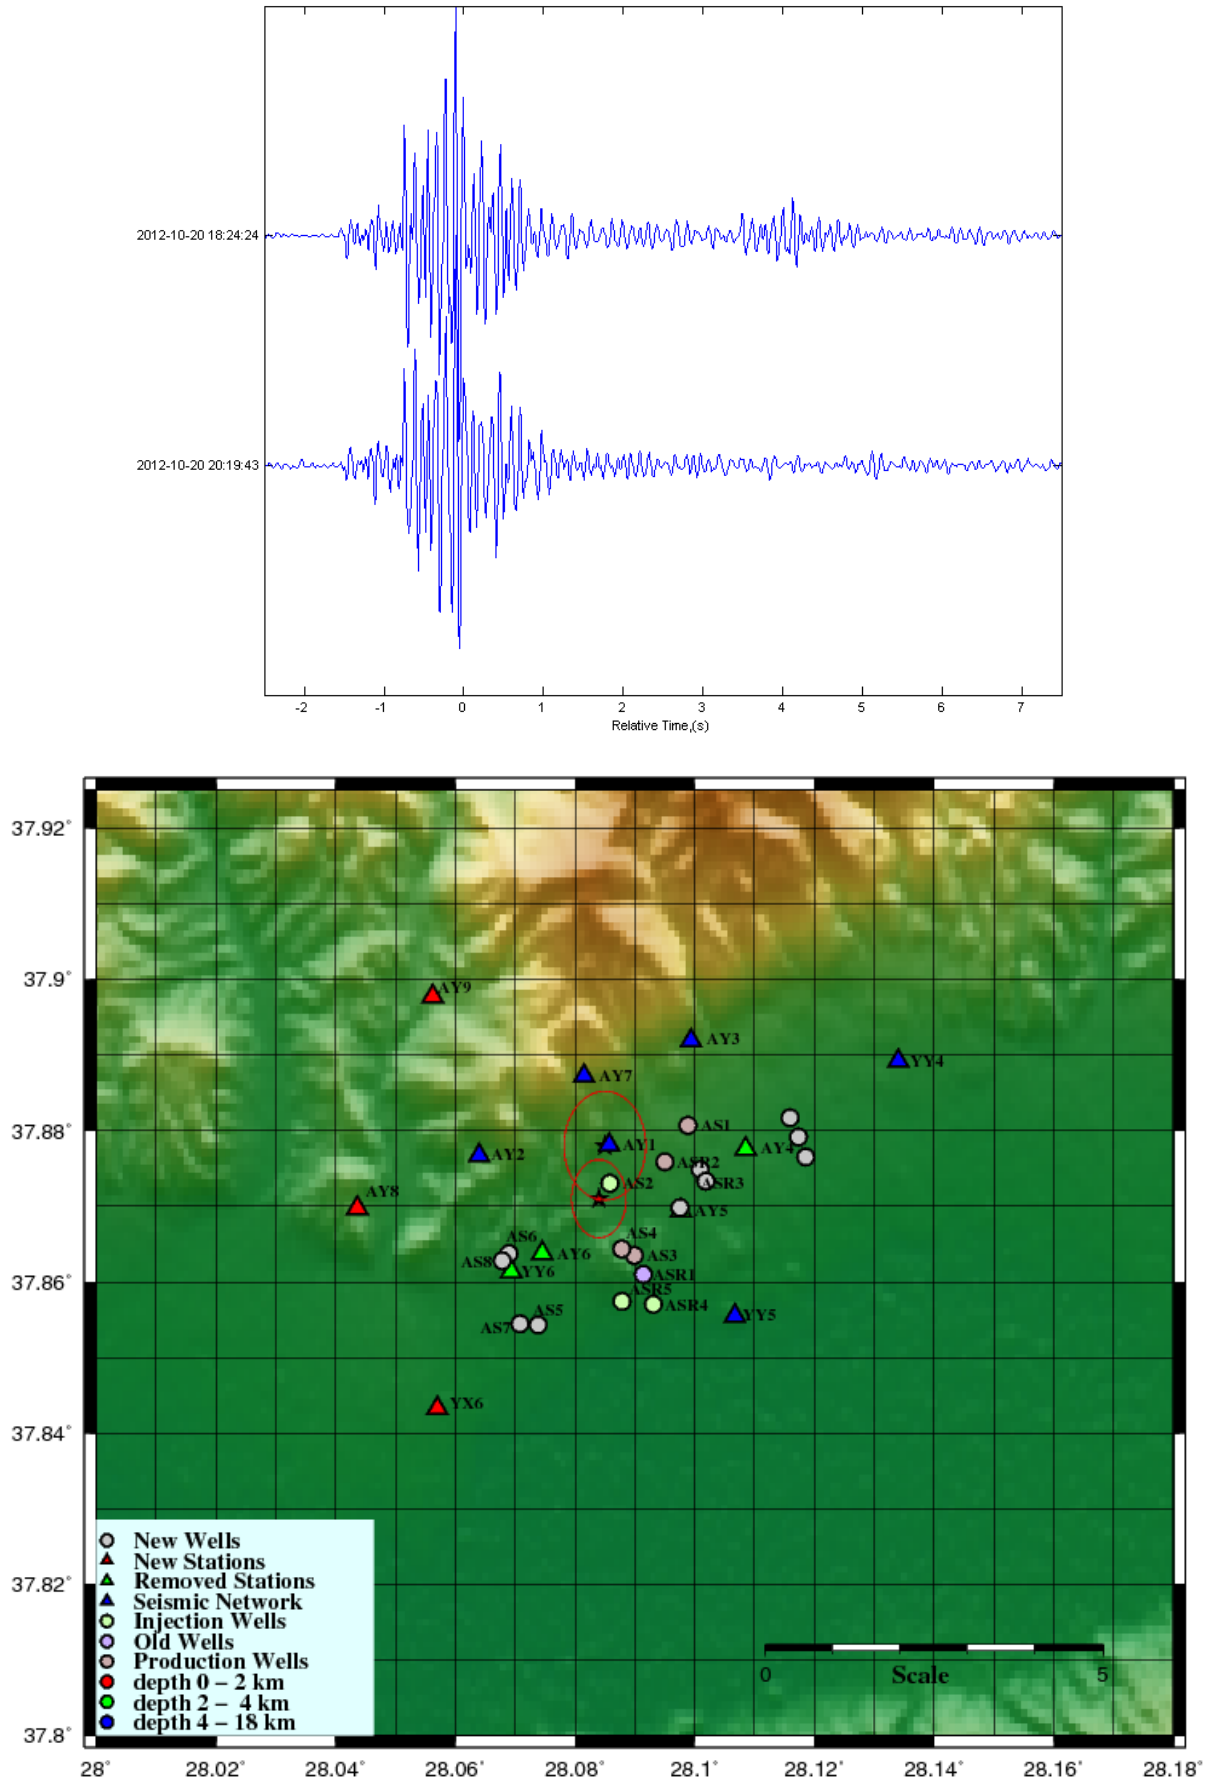 2012-10-20 18:24:24
2012-10-20 20:19:43
-2 -1 0 1 2 3 4 5 6 7
Relative Time,(s)
37.92°
37.9°
AY9
AY3
YY4
AY7
37.88°
AS1
AY1
AY4
AY2
ASR2
AS2
ASR3
AY8
AY5
AS6
AS4
AS8
AY6
AS3
YY6
ASR1
37.86°
ASR5
ASR4
AS5
YY5
AS7
YX6
37.84°
New Wells
New Stations
Removed Stations
37.82°
Seismic Network
Injection Wells
Old Wells
Production Wells
depth 0 – 2 km
depth 2 – 4 km
depth 4 – 18 km
0 Scale 5
37.8°
28° 28.02° 28.04° 28.06° 28.08° 28.1° 28.12° 28.14° 28.16° 28.18°